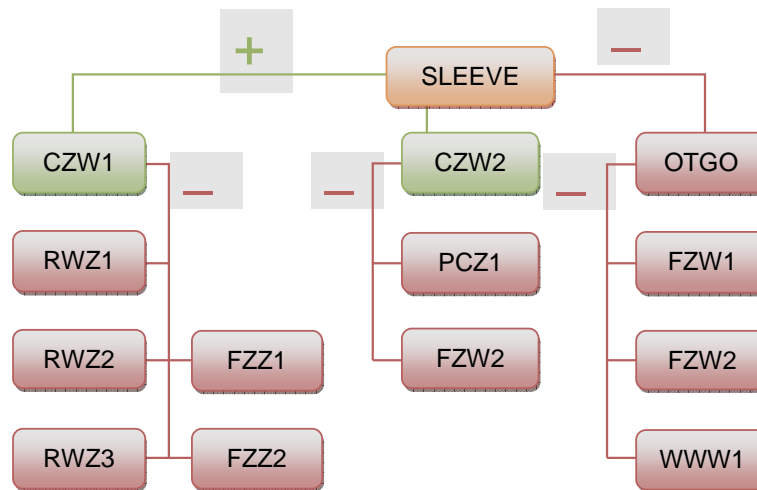 +
SLEEVE
−
CZW1
−
−
CZW2
−
OTGO
RWZ1
PCZ1
FZW1
RWZ2
FZZ1
FZW2
FZW2
RWZ3
FZZ2
WWW1